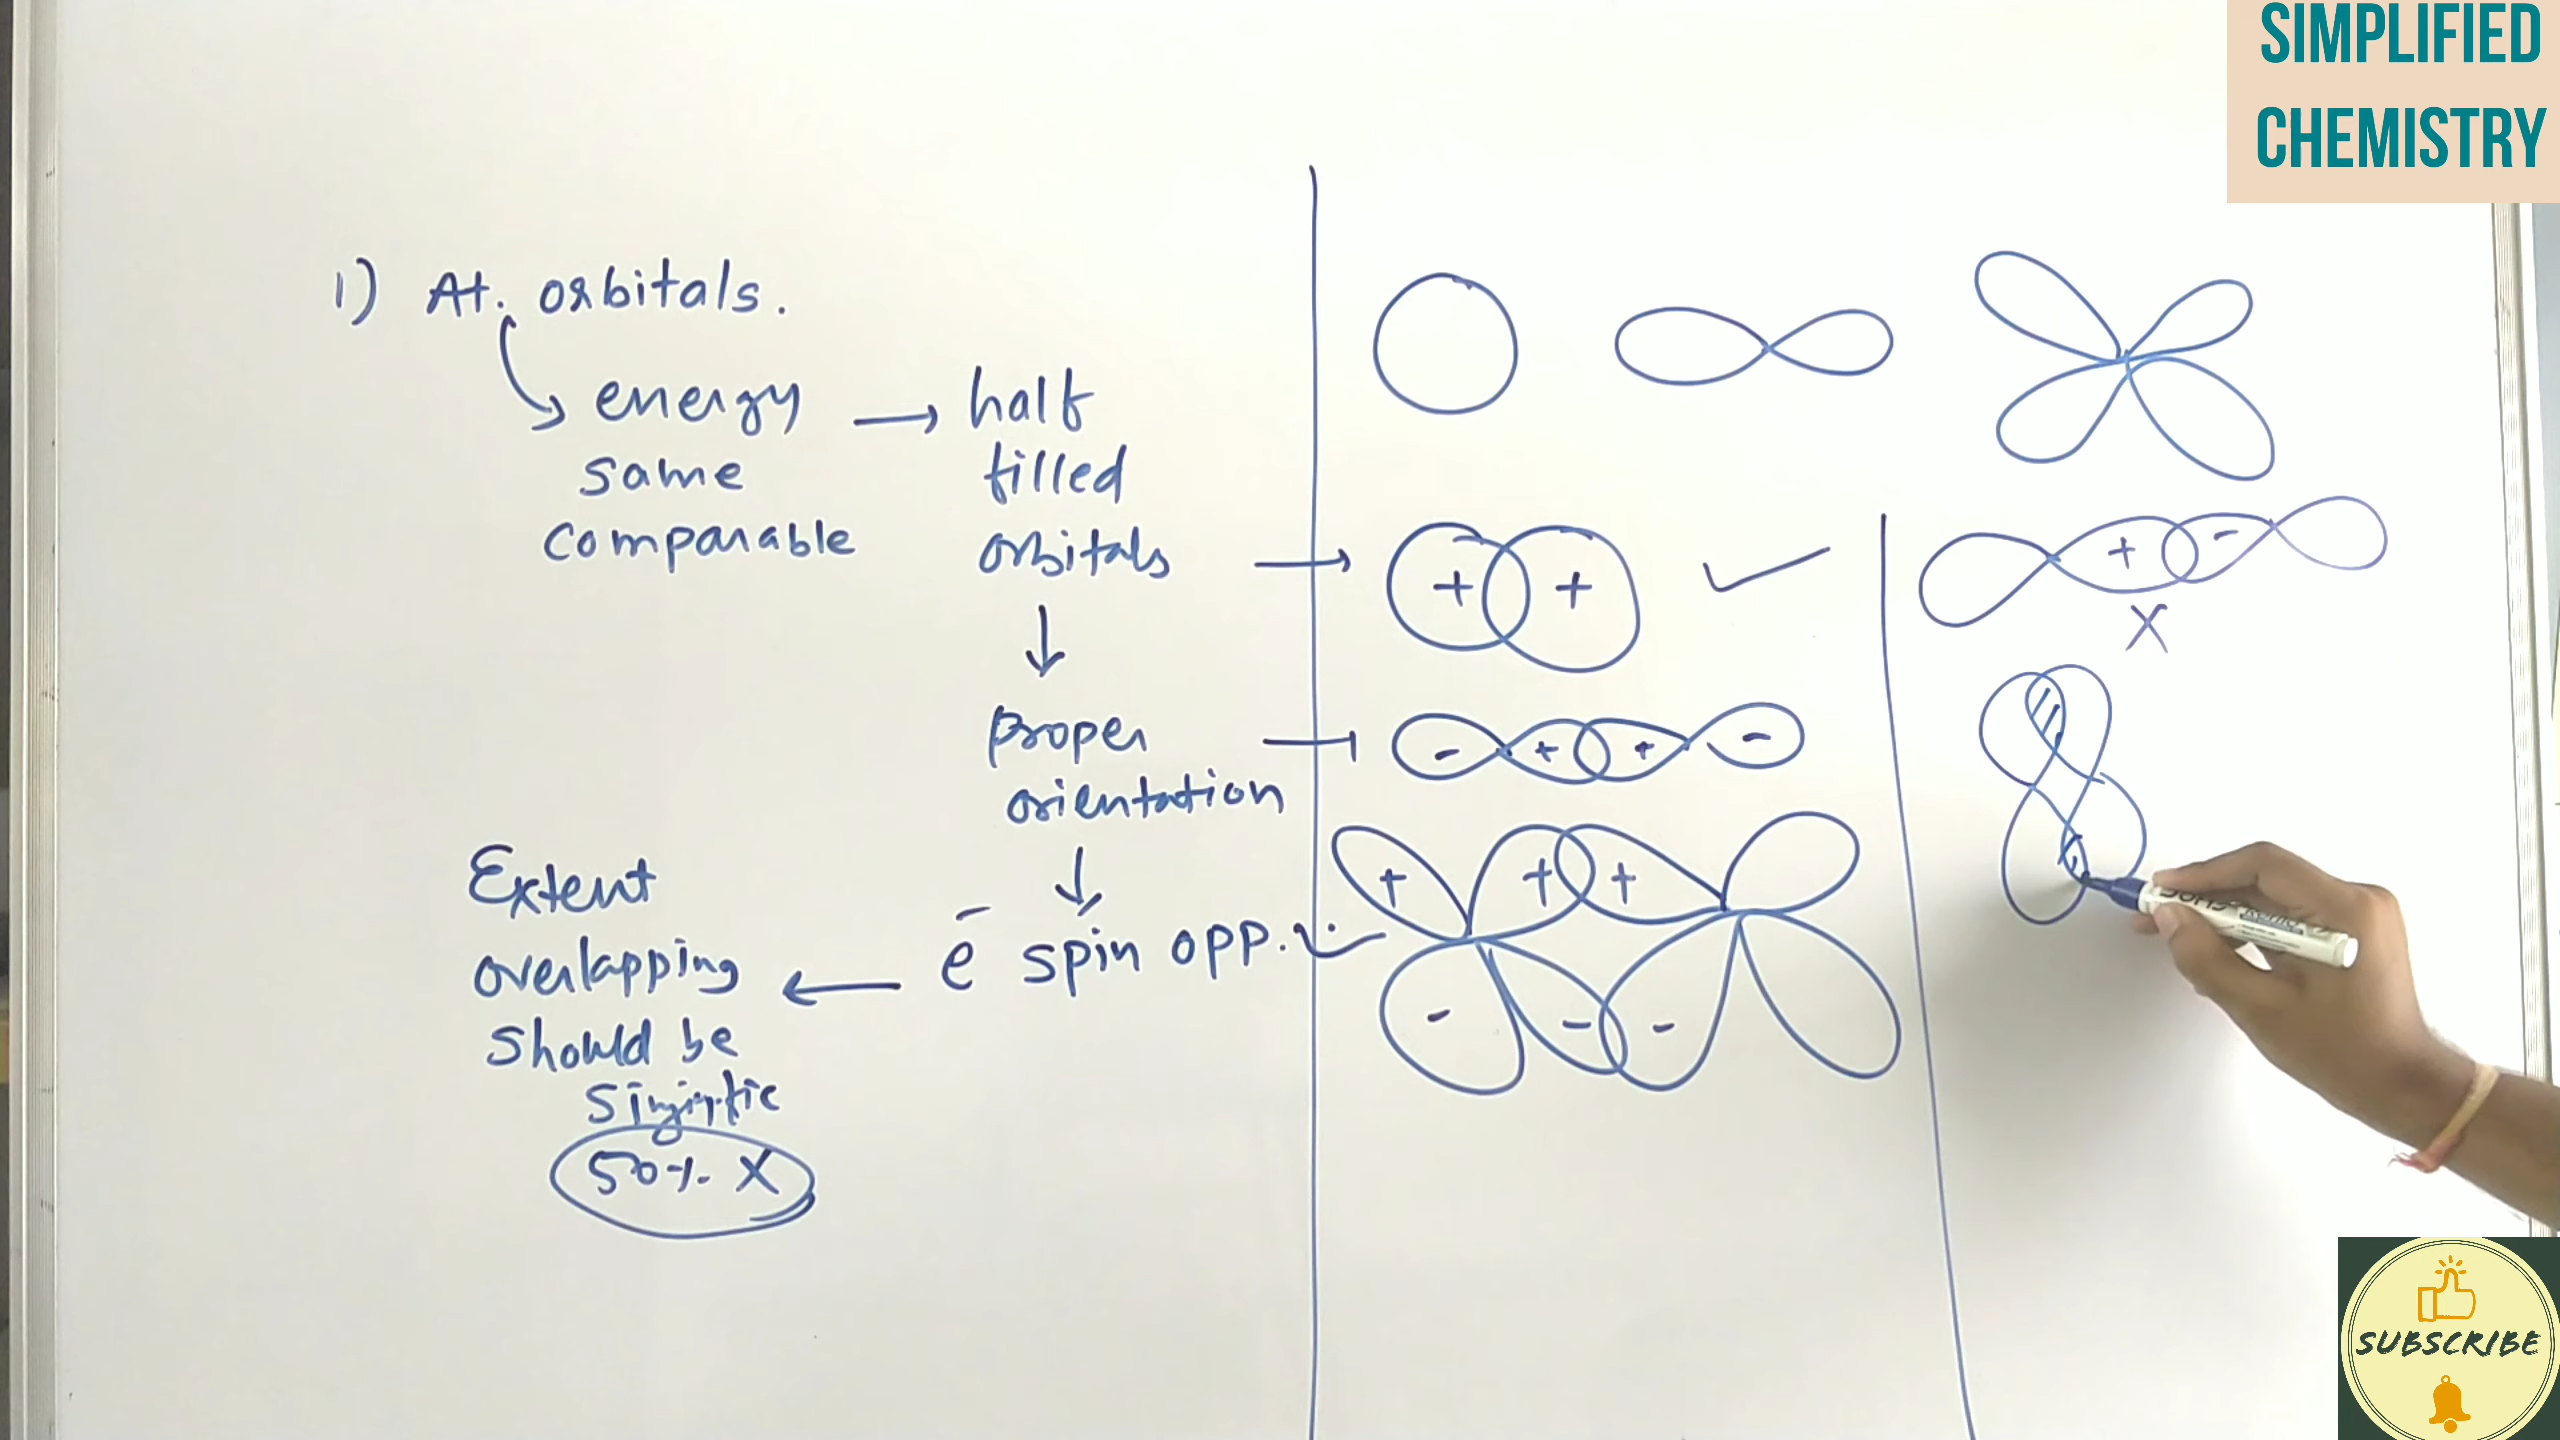 SIMPLIFIED
CHEMISTRY
1) At. orbitals.
energy → half
same filled
comparable orbitals →
↓
proper
orientation
↓
e⁻ spin opp.
←
Extent
overlapping
should be
50% X
+ + ✓
+ -
X
- + + -
+ + +
- - -
SUBSCRIBE